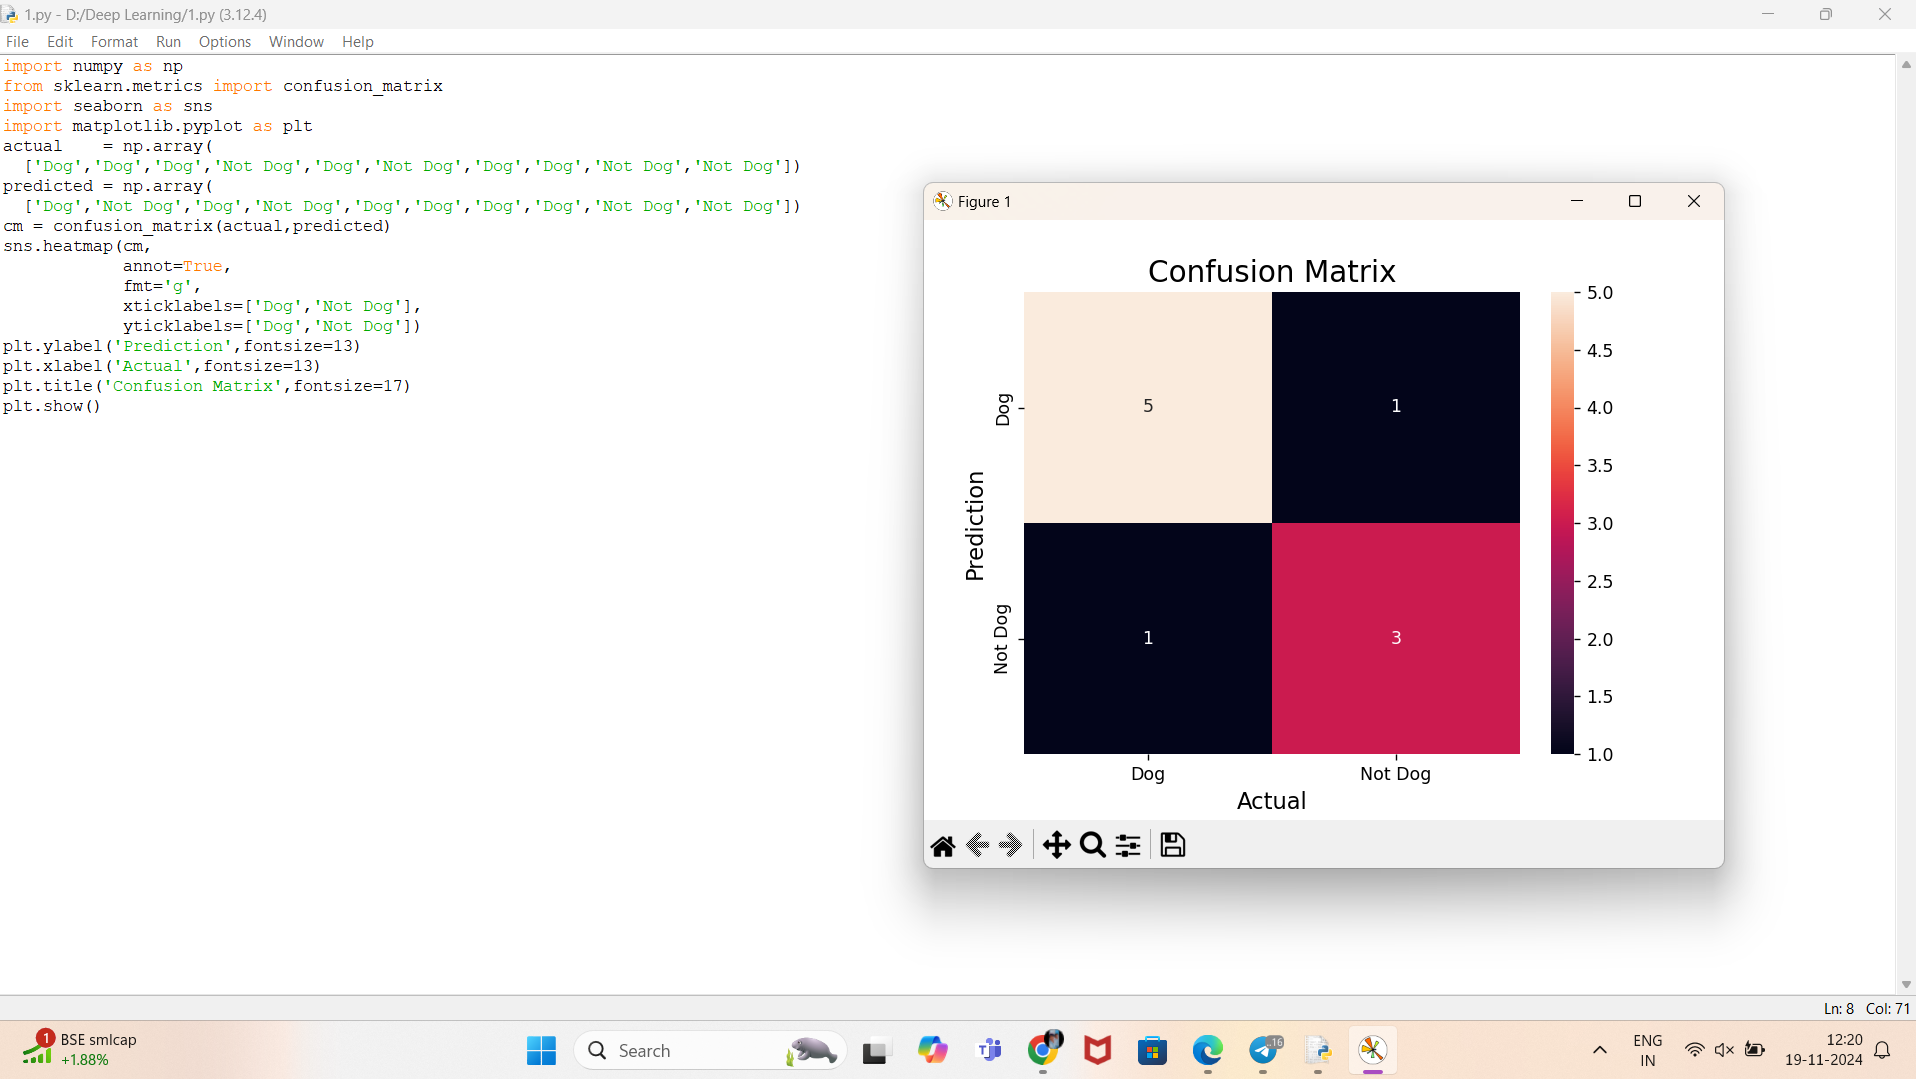 1.py - D:/Deep Learning/1.py (3.12.4)
File Edit Format Run Options Window Help
import numpy as np
from sklearn.metrics import confusion_matrix
import seaborn as sns
import matplotlib.pyplot as plt
actual    = np.array(
  ['Dog','Dog','Dog','Not Dog','Dog','Not Dog','Dog','Dog','Not Dog','Not Dog'])
predicted = np.array(
  ['Dog','Not Dog','Dog','Not Dog','Dog','Dog','Dog','Dog','Not Dog','Not Dog'])
cm = confusion_matrix(actual,predicted)
sns.heatmap(cm,
            annot=True,
            fmt='g',
            xticklabels=['Dog','Not Dog'],
            yticklabels=['Dog','Not Dog'])
plt.ylabel('Prediction',fontsize=13)
plt.xlabel('Actual',fontsize=13)
plt.title('Confusion Matrix',fontsize=17)
plt.show()
Figure 1
Confusion Matrix
Prediction
Dog
Not Dog
5 1
1 3
Dog Not Dog
Actual
5.0
4.5
4.0
3.5
3.0
2.5
2.0
1.5
1.0
Ln: 8 Col: 71
1
BSE smlcap
+1.88%
Search
..16
ENG
IN
12:20
19-11-2024